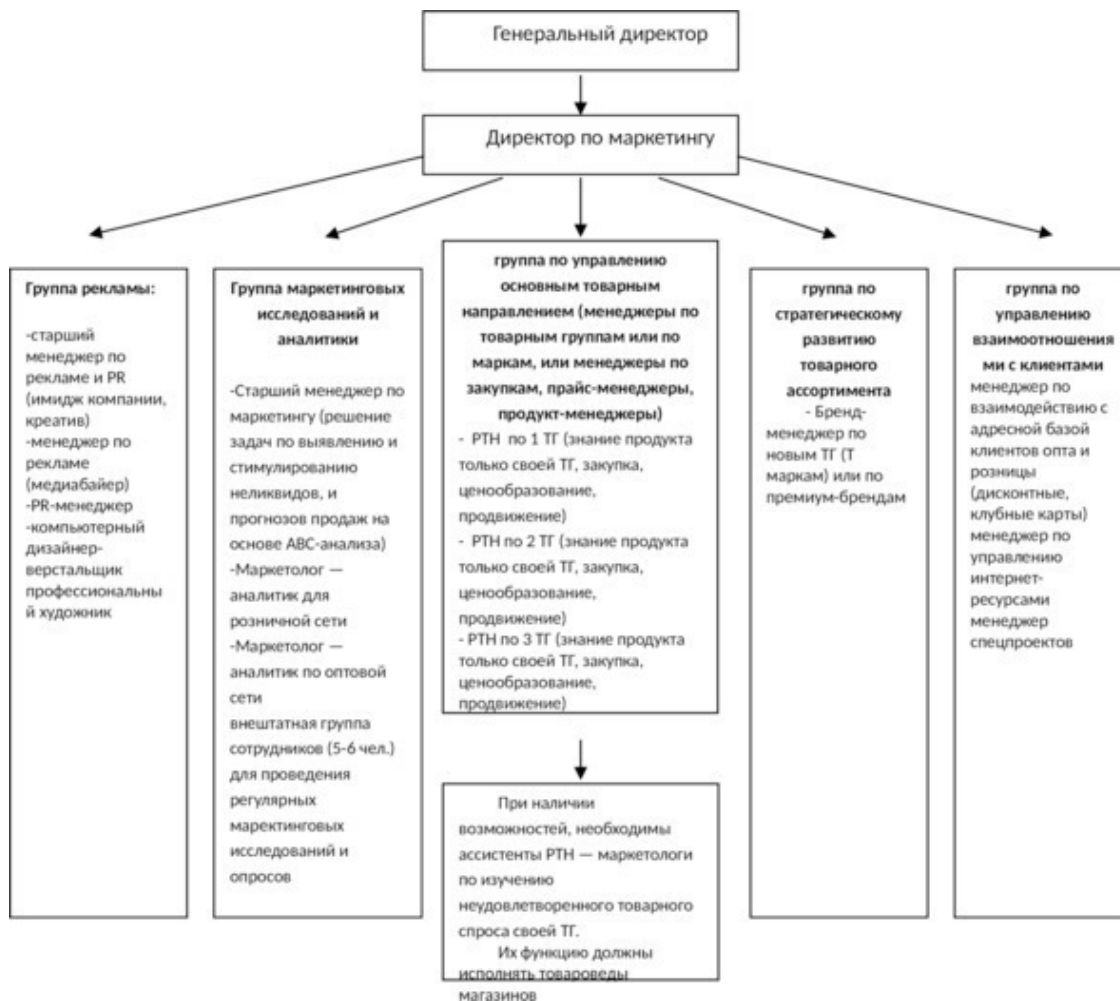 Генеральный директор
Директор по маркетингу
Группа рекламы:
-старший
менеджер по
рекламе и PR
(имидж компании,
креатив)
-менеджер по
рекламе
(медиабайер)
-PR-менеджер
-компьютерный
дизайнер-
верстальщик
профессиональны
й художник
Группа маркетинговых
исследований и
аналитики
-Старший менеджер по
маркетингу (решение
задач по выявлению и
стимулированию
неликвидов, и
прогнозов продаж на
основе АВС-анализа)
-Маркетолог —
аналитик для
розничной сети
-Маркетолог —
аналитик по оптовой
сети
внештатная группа
сотрудников (5-6 чел.)
для проведения
регулярных
маректинговых
исследований и
опросов
группа по управлению
основным товарным
направлением (менеджеры по
товарным группам или по
маркам, или менеджеры по
закупкам, прайс-менеджеры,
продукт-менеджеры)
- РТН по 1 ТГ (знание продукта
только своей ТГ, закупка,
ценообразование,
продвижение)
- РТН по 2 ТГ (знание продукта
только своей ТГ, закупка,
ценообразование,
продвижение)
- РТН по 3 ТГ (знание продукта
только своей ТГ, закупка,
ценообразование,
продвижение)
При наличии
возможностей, необходимы
ассистенты РТН — маркетологи
по изучению
неудовлетворенного товарного
спроса своей ТГ.
Их функцию должны
исполнять товароведы
магазинов
группа по
стратегическому
развитию
товарного
ассортимента
- Бренд-
менеджер по
новым ТГ (Т
маркам) или по
премиум-брендам
группа по
управлению
взаимоотношения
ми с клиентами
менеджер по
взаимодействию с
адресной базой
клиентов опта и
розницы
(дисконтные,
клубные карты)
менеджер по
управлению
интернет-
ресурсами
менеджер
спецпроектов